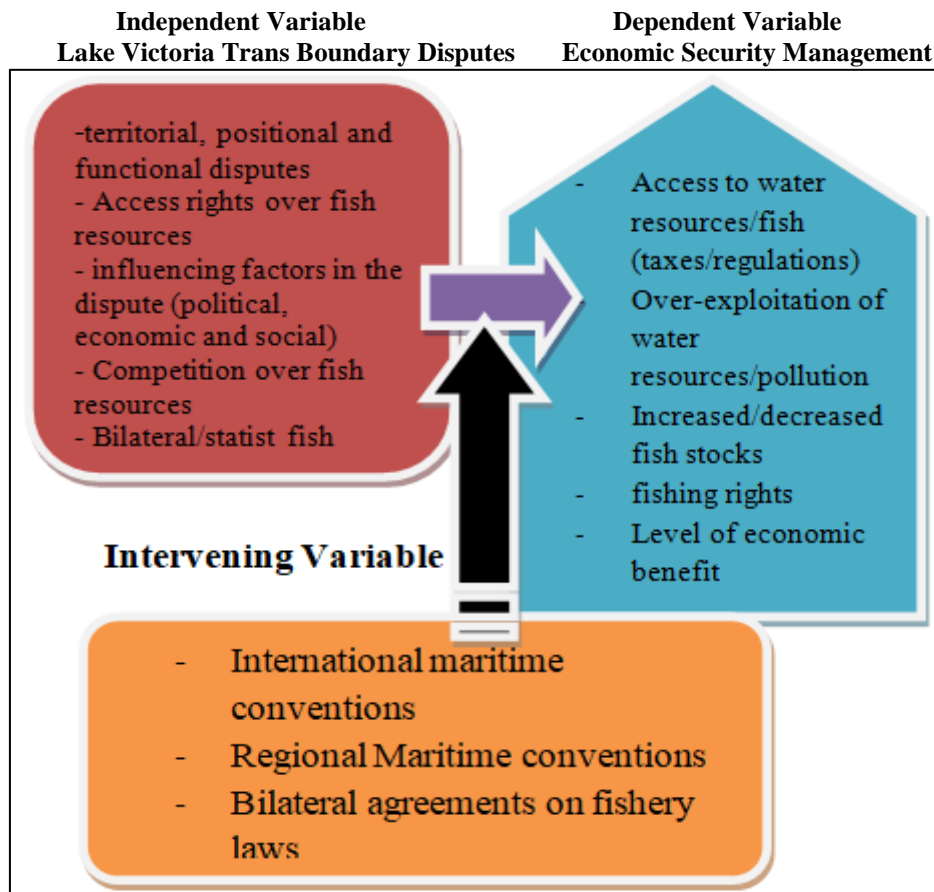 Independent Variable
Lake Victoria Trans Boundary Disputes
Dependent Variable
Economic Security Management
-territorial, positional and
functional disputes
- Access rights over fish
resources
- influencing factors in the
dispute (political,
economic and social)
- Competition over fish
resources
- Bilateral/statist fish
- Access to water
resources/fish
(taxes/regulations)
- Over-exploitation of
water
resources/pollution
- Increased/decreased
fish stocks
- fishing rights
- Level of economic
benefit
Intervening Variable
- International maritime
conventions
- Regional Maritime conventions
- Bilateral agreements on fishery
laws